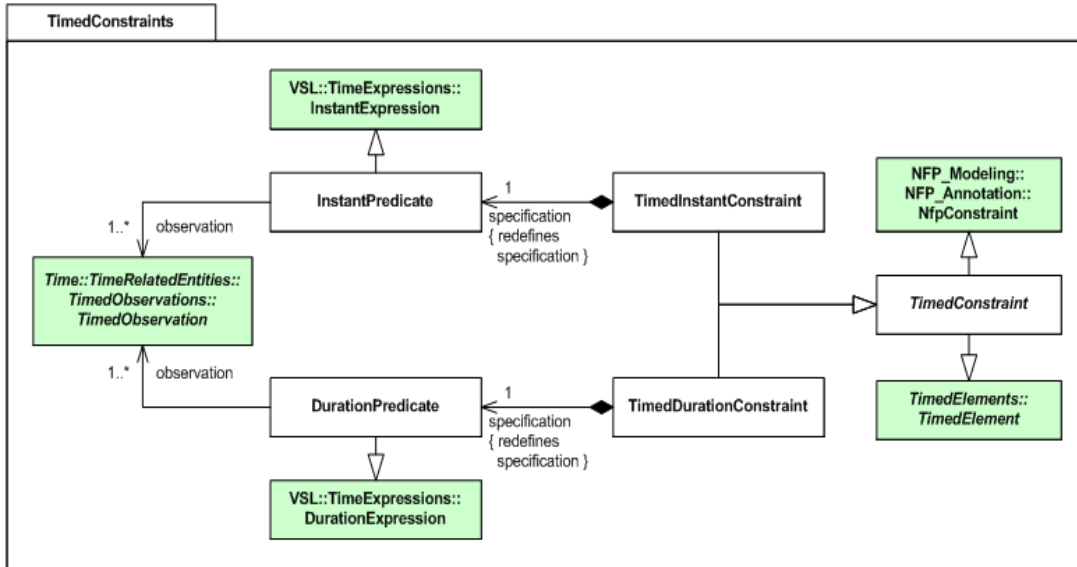 TimedConstraints
VSL::TimeExpressions::
InstantExpression
InstantPredicate
1
specification
{ redefines
specification }
TimedInstantConstraint
NFP_Modeling::
NFP_Annotation::
NfpConstraint
1..* observation
Time::TimeRelatedEntities::
TimedObservations::
TimedObservation
TimedConstraint
1..* observation
DurationPredicate
1
specification
{ redefines
specification }
TimedDurationConstraint
TimedElements::
TimedElement
VSL::TimeExpressions::
DurationExpression